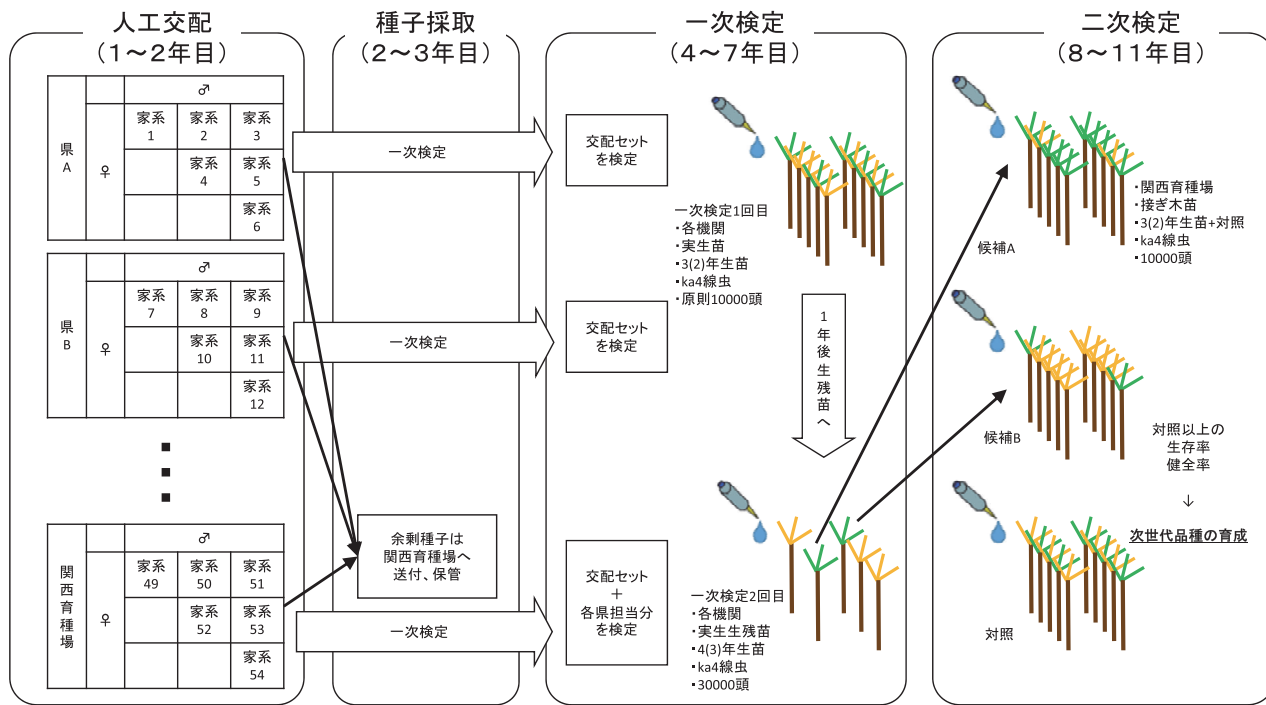 人工交配
(1～2年目)
♂
県A
♀
家系
1
家系
2
家系
3
家系
4
家系
5
家系
6
♂
県B
♀
家系
7
家系
8
家系
9
家系
10
家系
11
家系
12
♂
関西育種場
♀
家系
49
家系
50
家系
51
家系
52
家系
53
家系
54
種子採取
(2～3年目)
一次検定
一次検定
余剰種子は
関西育種場へ
送付、保管
一次検定
一次検定
(4～7年目)
交配セット
を検定
交配セット
を検定
交配セット
＋
各県担当分
を検定
一次検定1回目
・各機関
・実生苗
・3(2)年生苗
・ka4線虫
・原則10000頭
1年後生残苗へ
一次検定2回目
・各機関
・実生生残苗
・4(3)年生苗
・ka4線虫
・30000頭
二次検定
(8～11年目)
候補A
・関西育種場
・接ぎ木苗
・3(2)年生苗+対照
・ka4線虫
・10000頭
候補B
対照以上の
生存率
健全率
↓
次世代品種の育成
対照